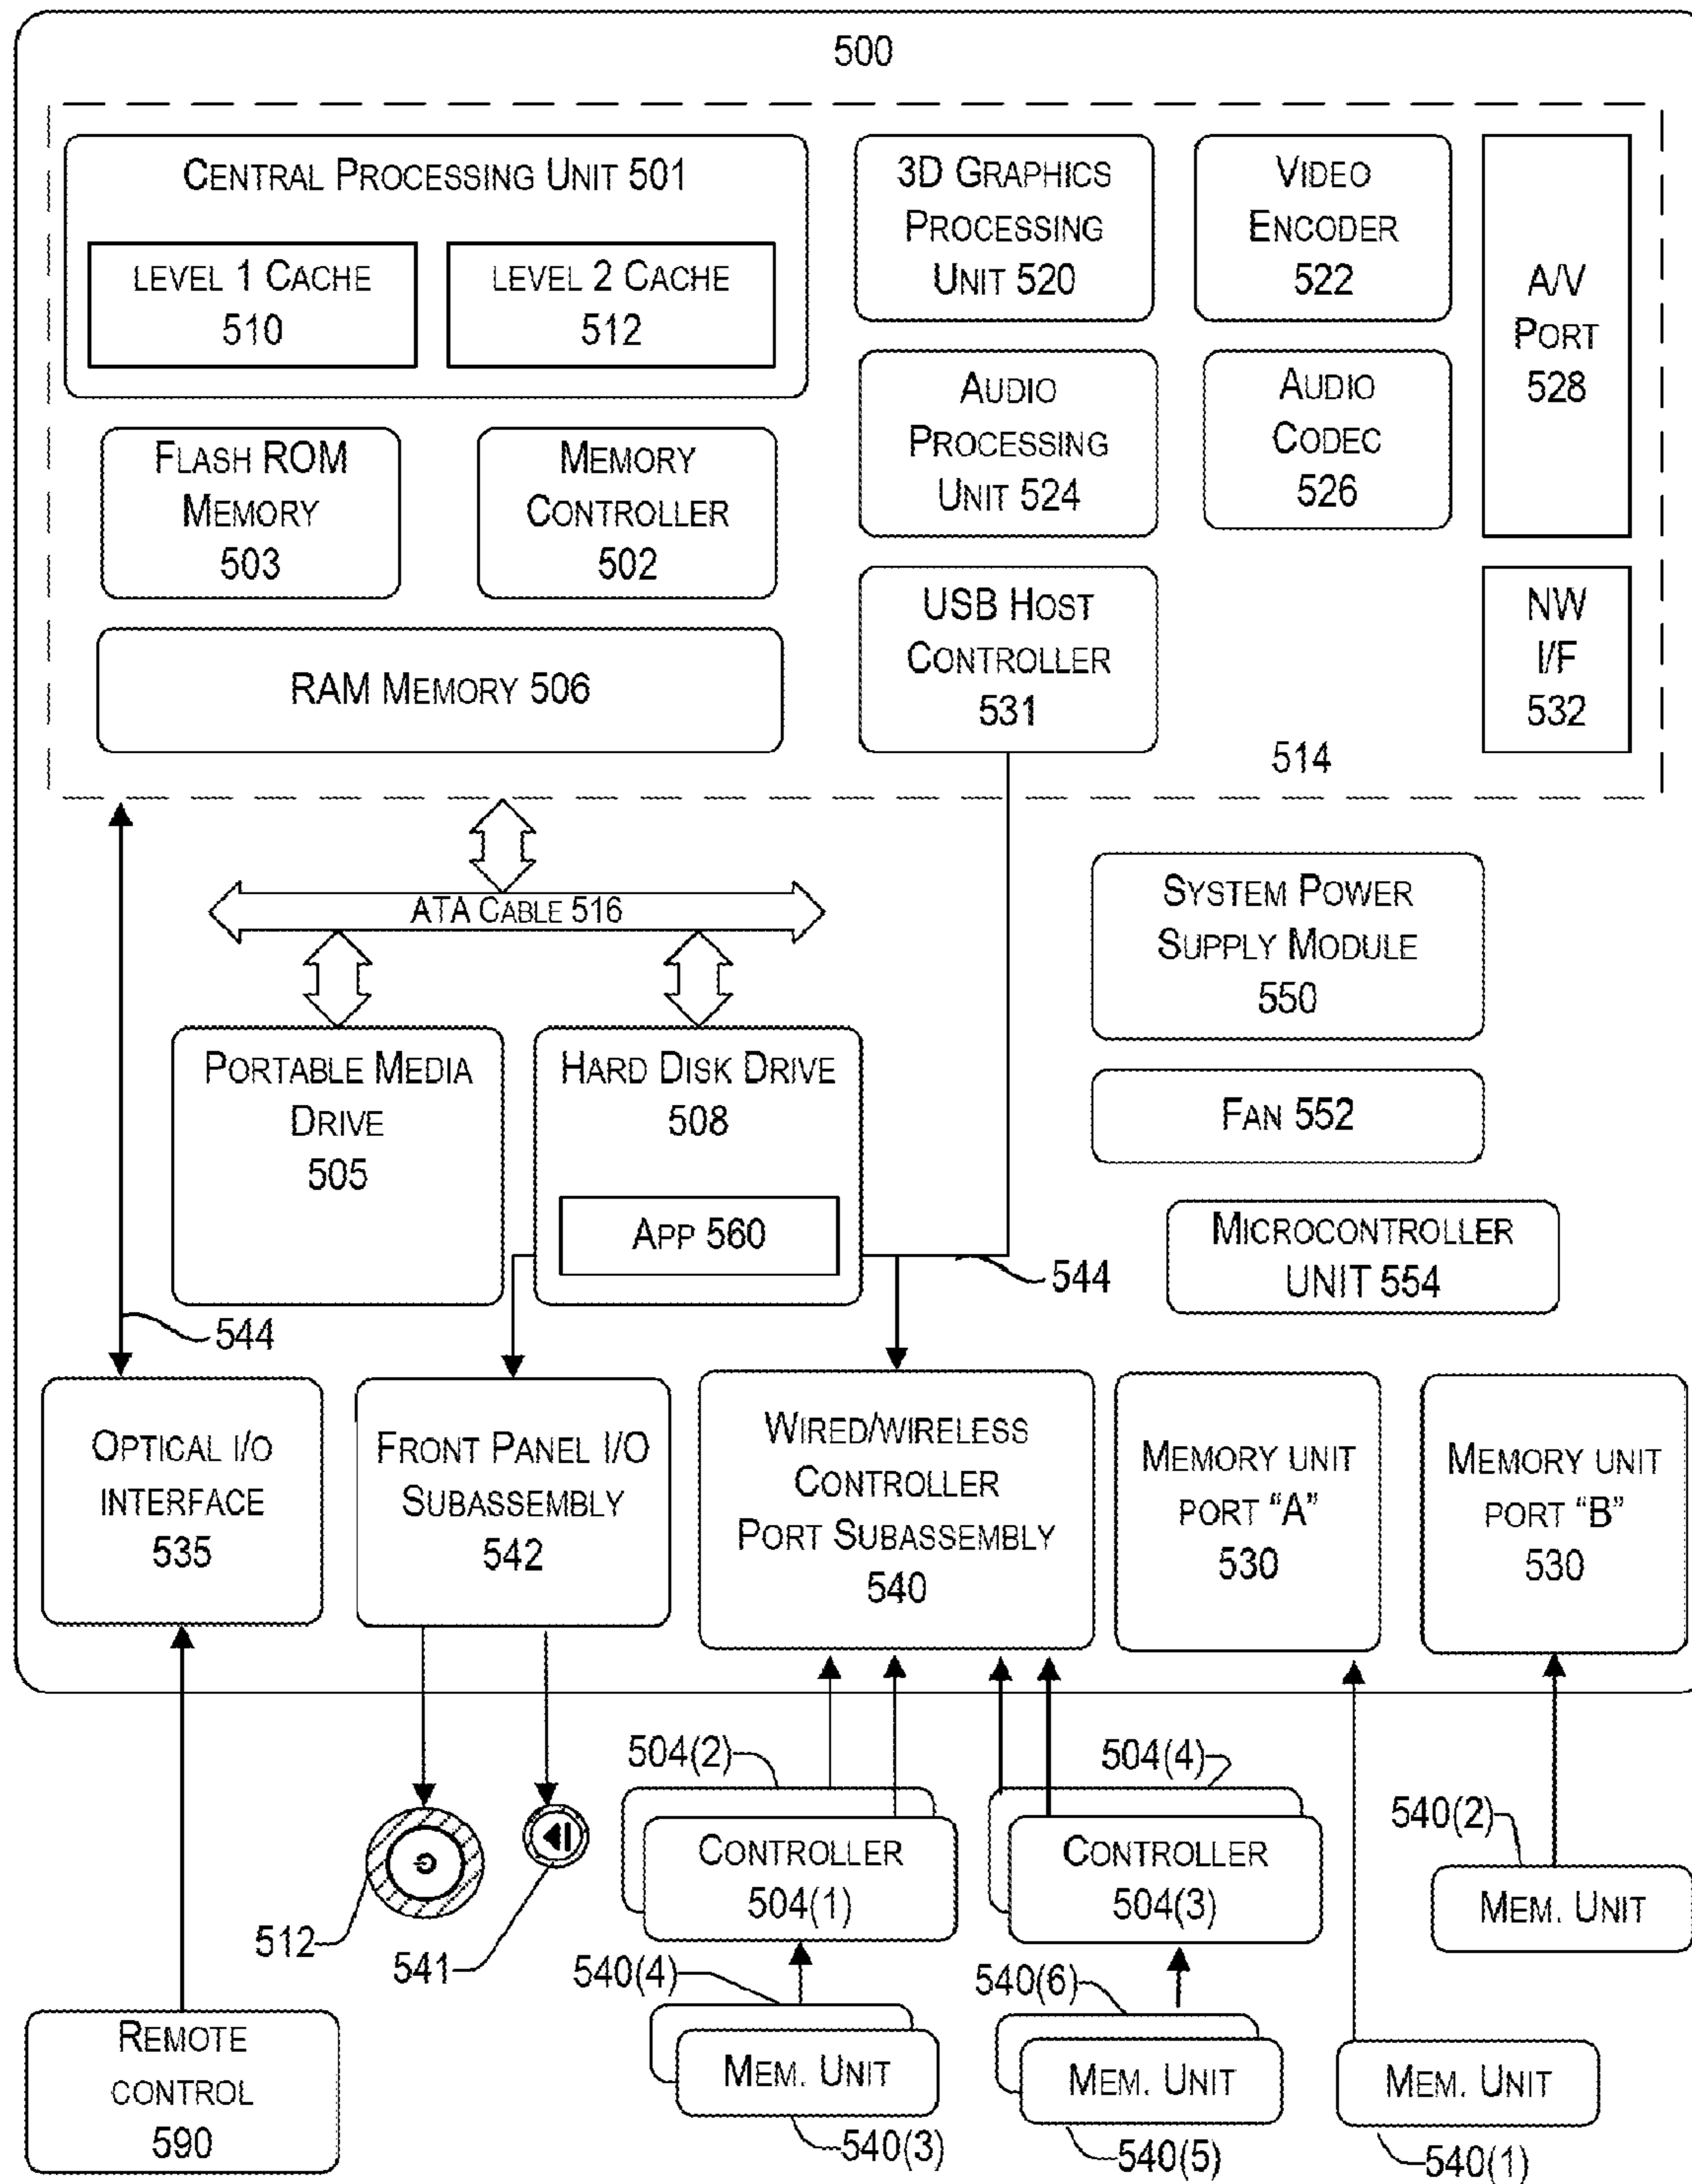 500
CENTRAL PROCESSING UNIT 501
LEVEL 1 CACHE
510
LEVEL 2 CACHE
512
3D GRAPHICS
PROCESSING
UNIT 520
VIDEO
ENCODER
522
A/V
PORT
528
FLASH ROM
MEMORY
503
MEMORY
CONTROLLER
502
AUDIO
PROCESSING
UNIT 524
AUDIO
CODEC
526
RAM MEMORY 506
USB HOST
CONTROLLER
531
NW
I/F
532
514
ATA CABLE 516
SYSTEM POWER
SUPPLY MODULE
550
PORTABLE MEDIA
DRIVE
505
HARD DISK DRIVE
508
APP 560
FAN 552
MICROCONTROLLER
UNIT 554
544
544
OPTICAL I/O
INTERFACE
535
FRONT PANEL I/O
SUBASSEMBLY
542
WIRED/WIRELESS
CONTROLLER
PORT SUBASSEMBLY
540
MEMORY UNIT
PORT “A”
530
MEMORY UNIT
PORT “B”
530
504(2)
504(4)
CONTROLLER
504(1)
CONTROLLER
504(3)
540(2)
MEM. UNIT
512
541
540(4)
540(6)
REMOTE
CONTROL
590
MEM. UNIT
MEM. UNIT
MEM. UNIT
540(3)
540(5)
540(1)